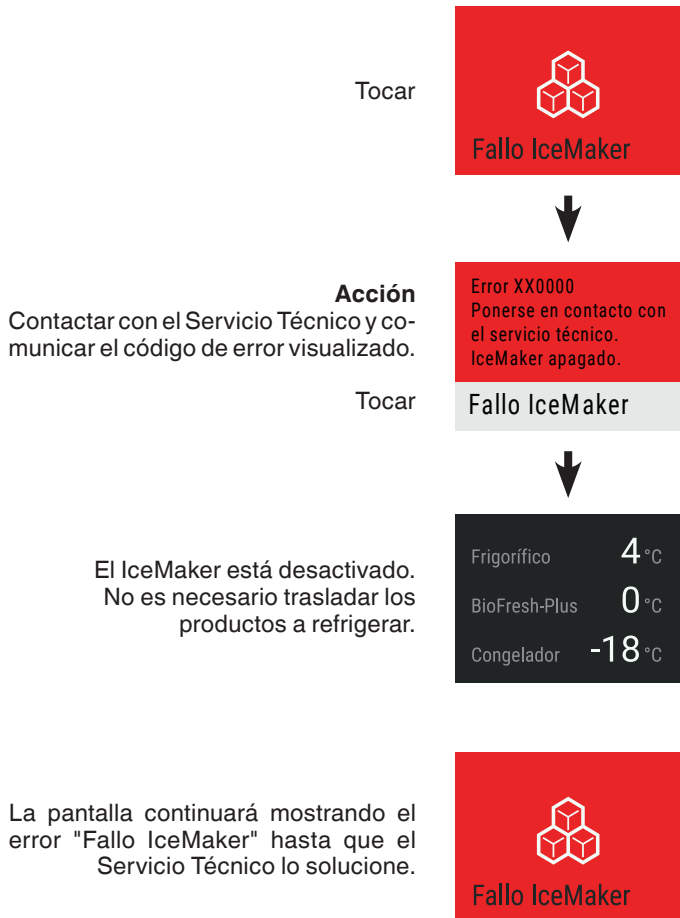 Tocar
Fallo IceMaker
Acción
Contactar con el Servicio Técnico y co-
municar el código de error visualizado.
Tocar
Error XX0000
Ponerse en contacto con
el servicio técnico.
IceMaker apagado.
Fallo IceMaker
El IceMaker está desactivado.
No es necesario trasladar los
productos a refrigerar.
Frigorífico 4 °C
BioFresh-Plus 0 °C
Congelador -18 °C
La pantalla continuará mostrando el
error "Fallo IceMaker" hasta que el
Servicio Técnico lo solucione.
Fallo IceMaker